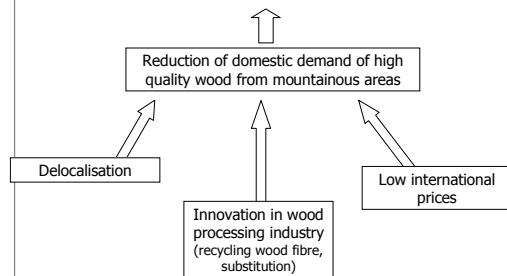 Reduction of domestic demand of high
quality wood from mountainous areas
Delocalisation
Low international
prices
Innovation in wood
processing industry
(recycling wood fibre,
substitution)